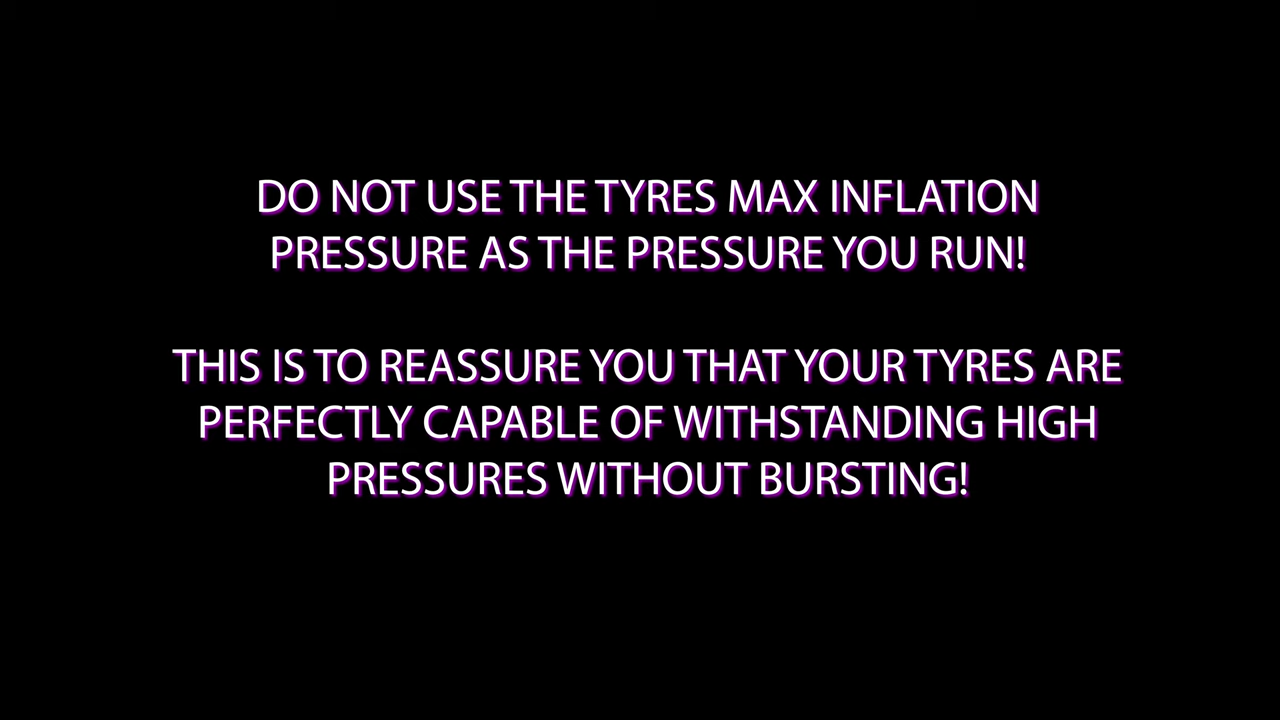 DO NOT USE THE TYRES MAX INFLATION
PRESSURE AS THE PRESSURE YOU RUN!
THIS IS TO REASSURE YOU THAT YOUR TYRES ARE
PERFECTLY CAPABLE OF WITHSTANDING HIGH
PRESSURES WITHOUT BURSTING!